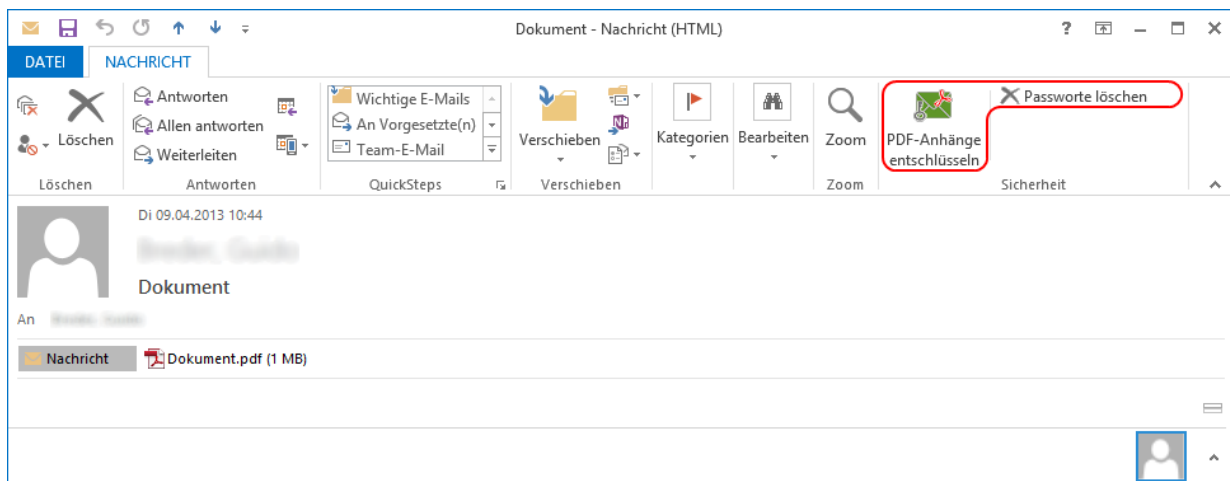 Dokument - Nachricht (HTML)
?
DATEI NACHRICHT
Löschen
Antworten
Allen antworten
Weiterleiten
Wichtige E-Mails
An Vorgesetzte(n)
Team-E-Mail
Verschieben
Kategorien
Bearbeiten
Zoom
PDF-Anhänge
entschlüsseln
Passworte löschen
Löschen Antworten QuickSteps Verschieben Zoom Sicherheit
Di 09.04.2013 10:44
Dokument
An
Nachricht Dokument.pdf (1 MB)